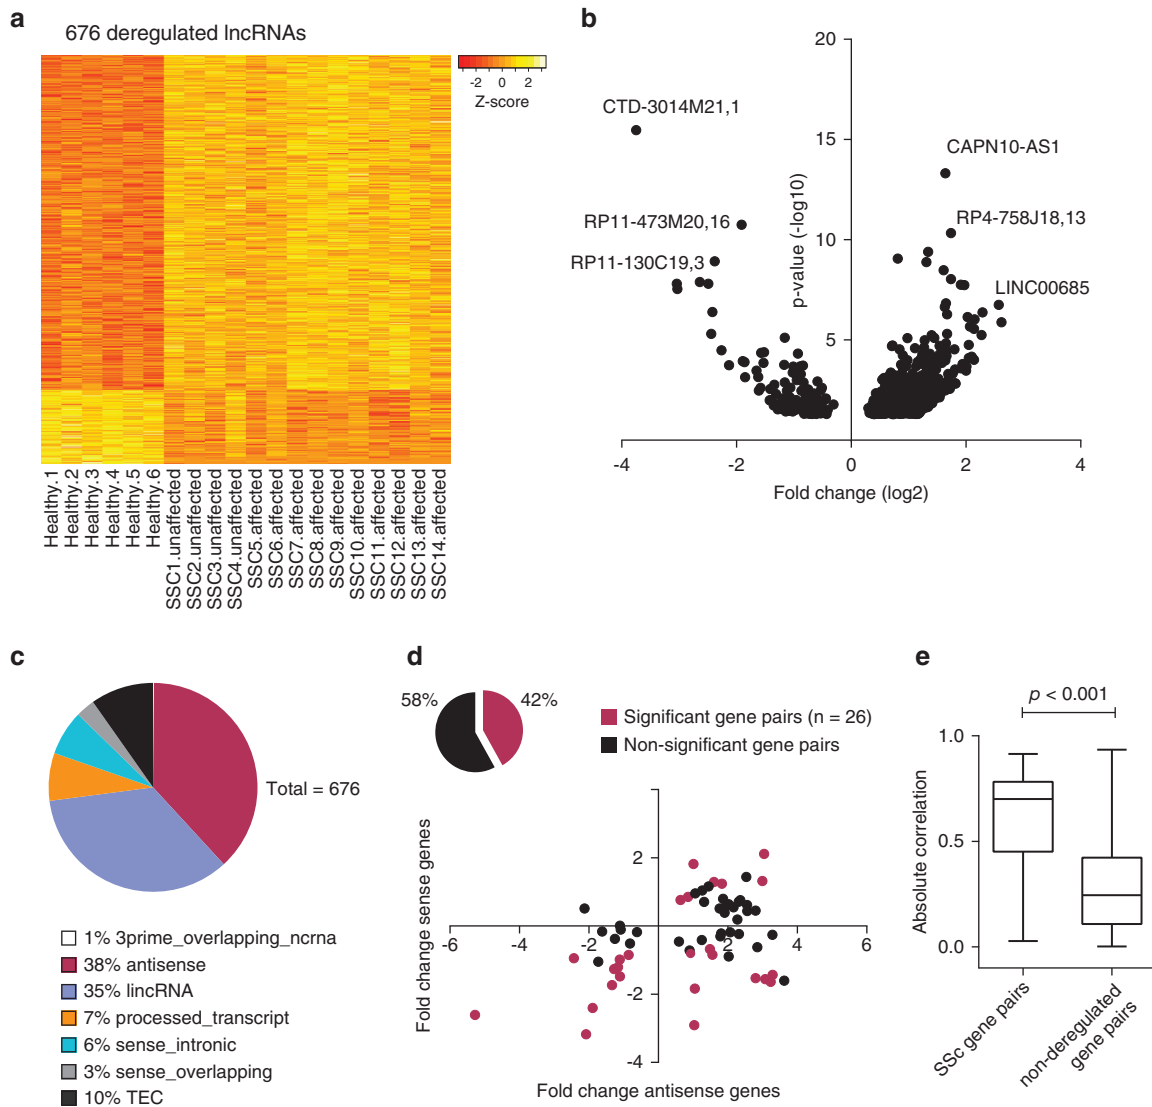 a
676 deregulated lncRNAs
-2 0 2
Z-score
Healthy.1
Healthy.2
Healthy.3
Healthy.4
Healthy.5
Healthy.6
SSC1.unaffected
SSC2.unaffected
SSC3.unaffected
SSC4.unaffected
SSC5.affected
SSC6.affected
SSC7.affected
SSC8.affected
SSC9.affected
SSC10.affected
SSC11.affected
SSC12.affected
SSC13.affected
SSC14.affected
b
20
15
10
5
p-value (-log10)
CTD-3014M21,1
CAPN10-AS1
RP11-473M20,16
RP4-758J18,13
RP11-130C19,3
LINC00685
-4 -2 0 2 4
Fold change (log2)
c
Total = 676
1% 3prime_overlapping_ncrna
38% antisense
35% lincRNA
7% processed_transcript
6% sense_intronic
3% sense_overlapping
10% TEC
d
58%
42%
Significant gene pairs (n = 26)
Non-significant gene pairs
Fold change sense genes
2
-6 -4 -2 2 4 6
-2
-4
Fold change antisense genes
e
p < 0.001
1.0
0.5
0.0
Absolute correlation
SSc gene pairs
non-deregulated
gene pairs